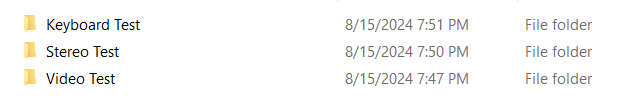 Keyboard Test 8/15/2024 7:51 PM File folder
Stereo Test 8/15/2024 7:50 PM File folder
Video Test 8/15/2024 7:47 PM File folder